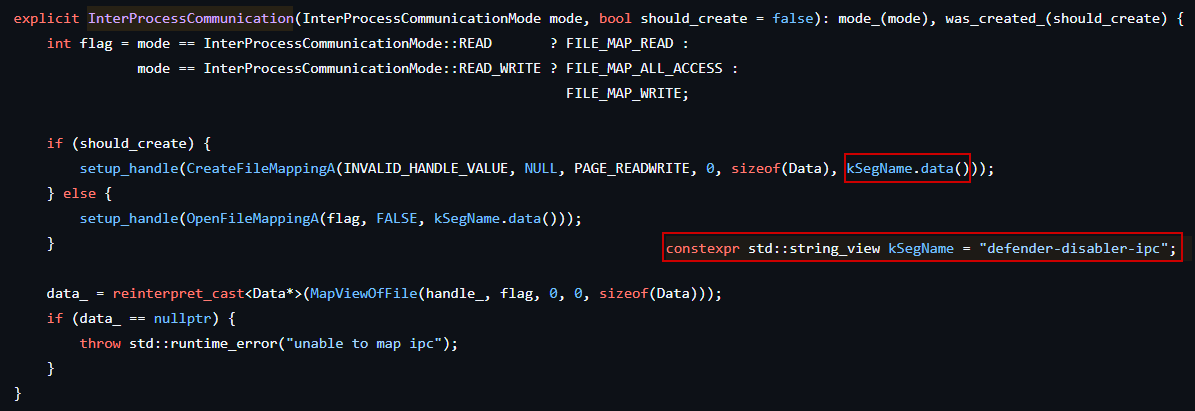 explicit InterProcessCommunication(InterProcessCommunicationMode mode, bool should_create = false): mode_(mode), was_created_(should_create) {
    int flag = mode == InterProcessCommunicationMode::READ       ? FILE_MAP_READ :
               mode == InterProcessCommunicationMode::READ_WRITE ? FILE_MAP_ALL_ACCESS :
                                                                   FILE_MAP_WRITE;
    if (should_create) {
        setup_handle(CreateFileMappingA(INVALID_HANDLE_VALUE, NULL, PAGE_READWRITE, 0, sizeof(Data), kSegName.data()));
    } else {
        setup_handle(OpenFileMappingA(flag, FALSE, kSegName.data()));
    }
constexpr std::string_view kSegName = "defender-disabler-ipc";
    data_ = reinterpret_cast<Data*>(MapViewOfFile(handle_, flag, 0, 0, sizeof(Data)));
    if (data_ == nullptr) {
        throw std::runtime_error("unable to map ipc");
    }
}